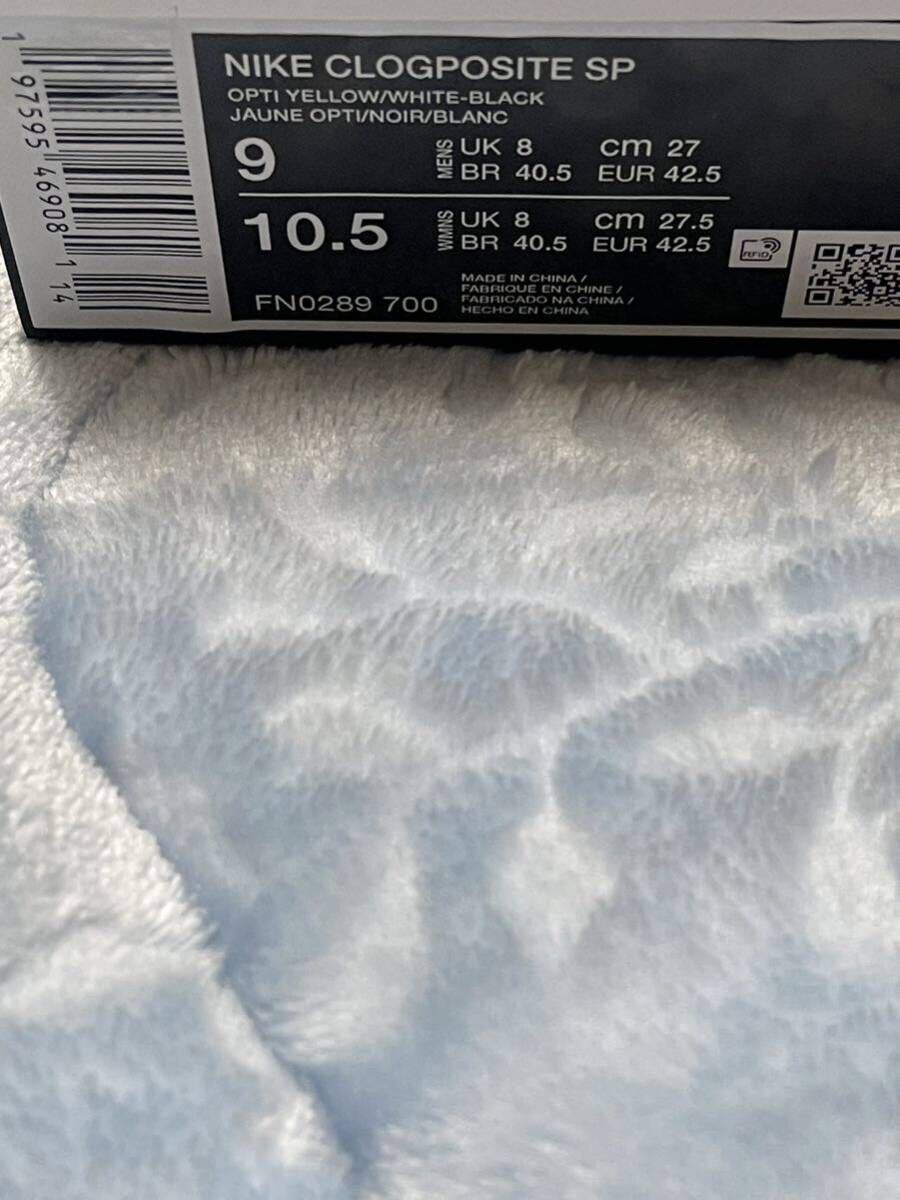 NIKE CLOGPOSITE SP
OPTI YELLOW/WHITE-BLACK
JAUNE OPTI/NOIR/BLANC
9 MENS UK 8 cm 27
BR 40.5 EUR 42.5
10.5 WMNS UK 8 cm 27.5
BR 40.5 EUR 42.5
RFID
FN0289 700
MADE IN CHINA /
FABRIQUE EN CHINE /
FABRICADO NA CHINA /
HECHO EN CHINA
1 97595 46908 1 14